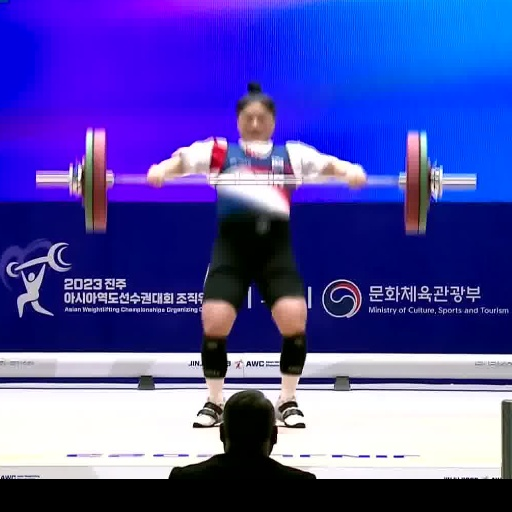 2023 진주
아시아역도선수권대회 조직위
Asian Weightlifting Championships Organizing C
문화체육관광부
Ministry of Culture, Sports and Tourism
AWC